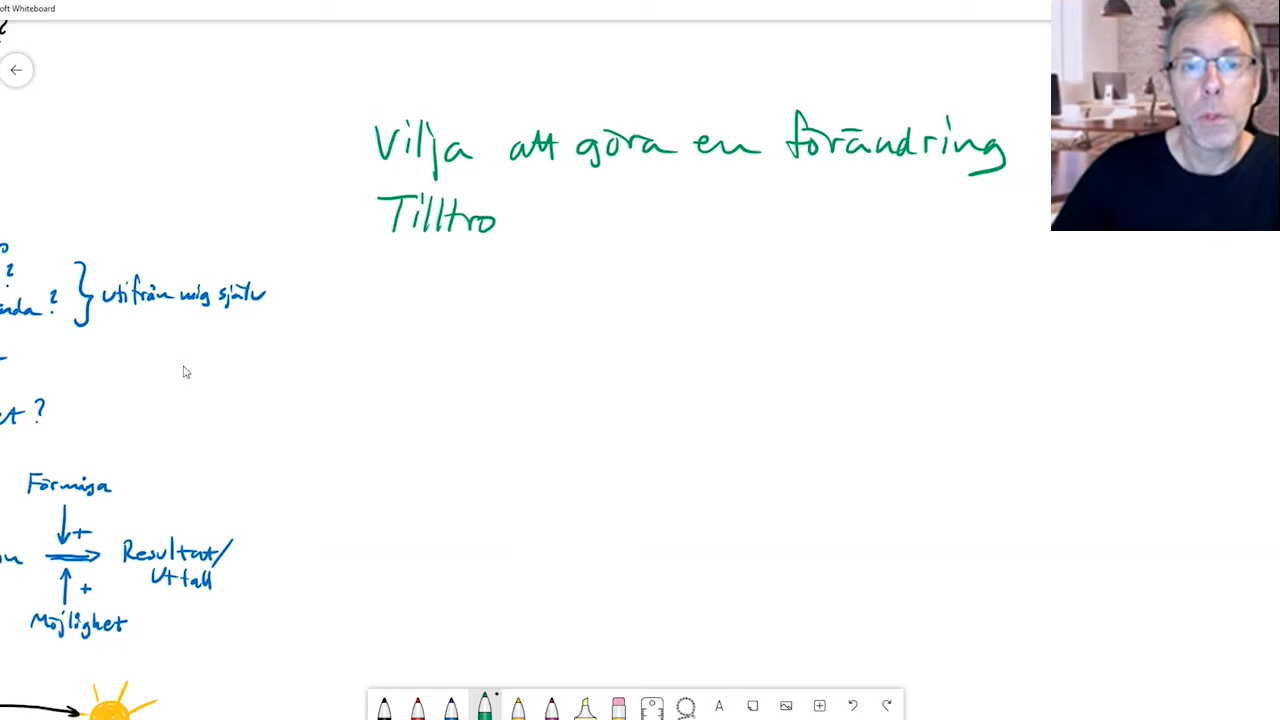 oft Whiteboard
Vilja att göra en förändring
Tilltro
?
? } utifrån mig själv
?
Förmåga
+
Resultat/
Utfall
+
Möjlighet
A